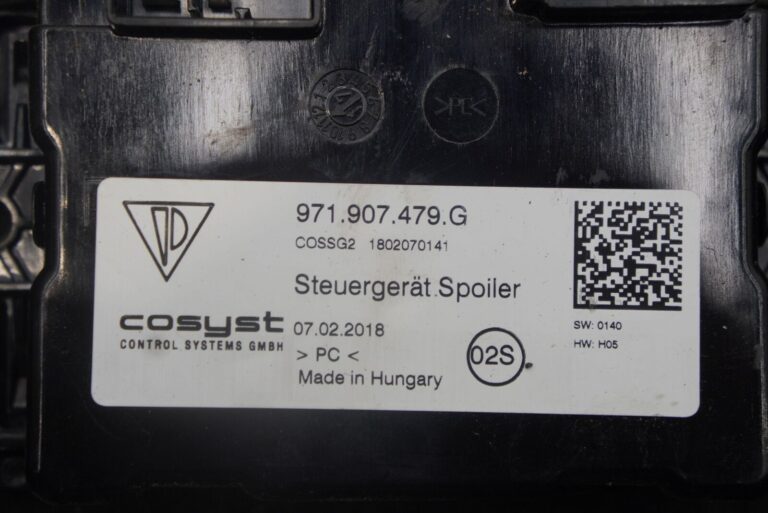 >PC<
971.907.479.G
COSSG2 1802070141
Steuergerät.Spoiler
cosyst
CONTROL SYSTEMS GMBH
07.02.2018
> PC <
Made in Hungary
02S
SW: 0140
HW: H05